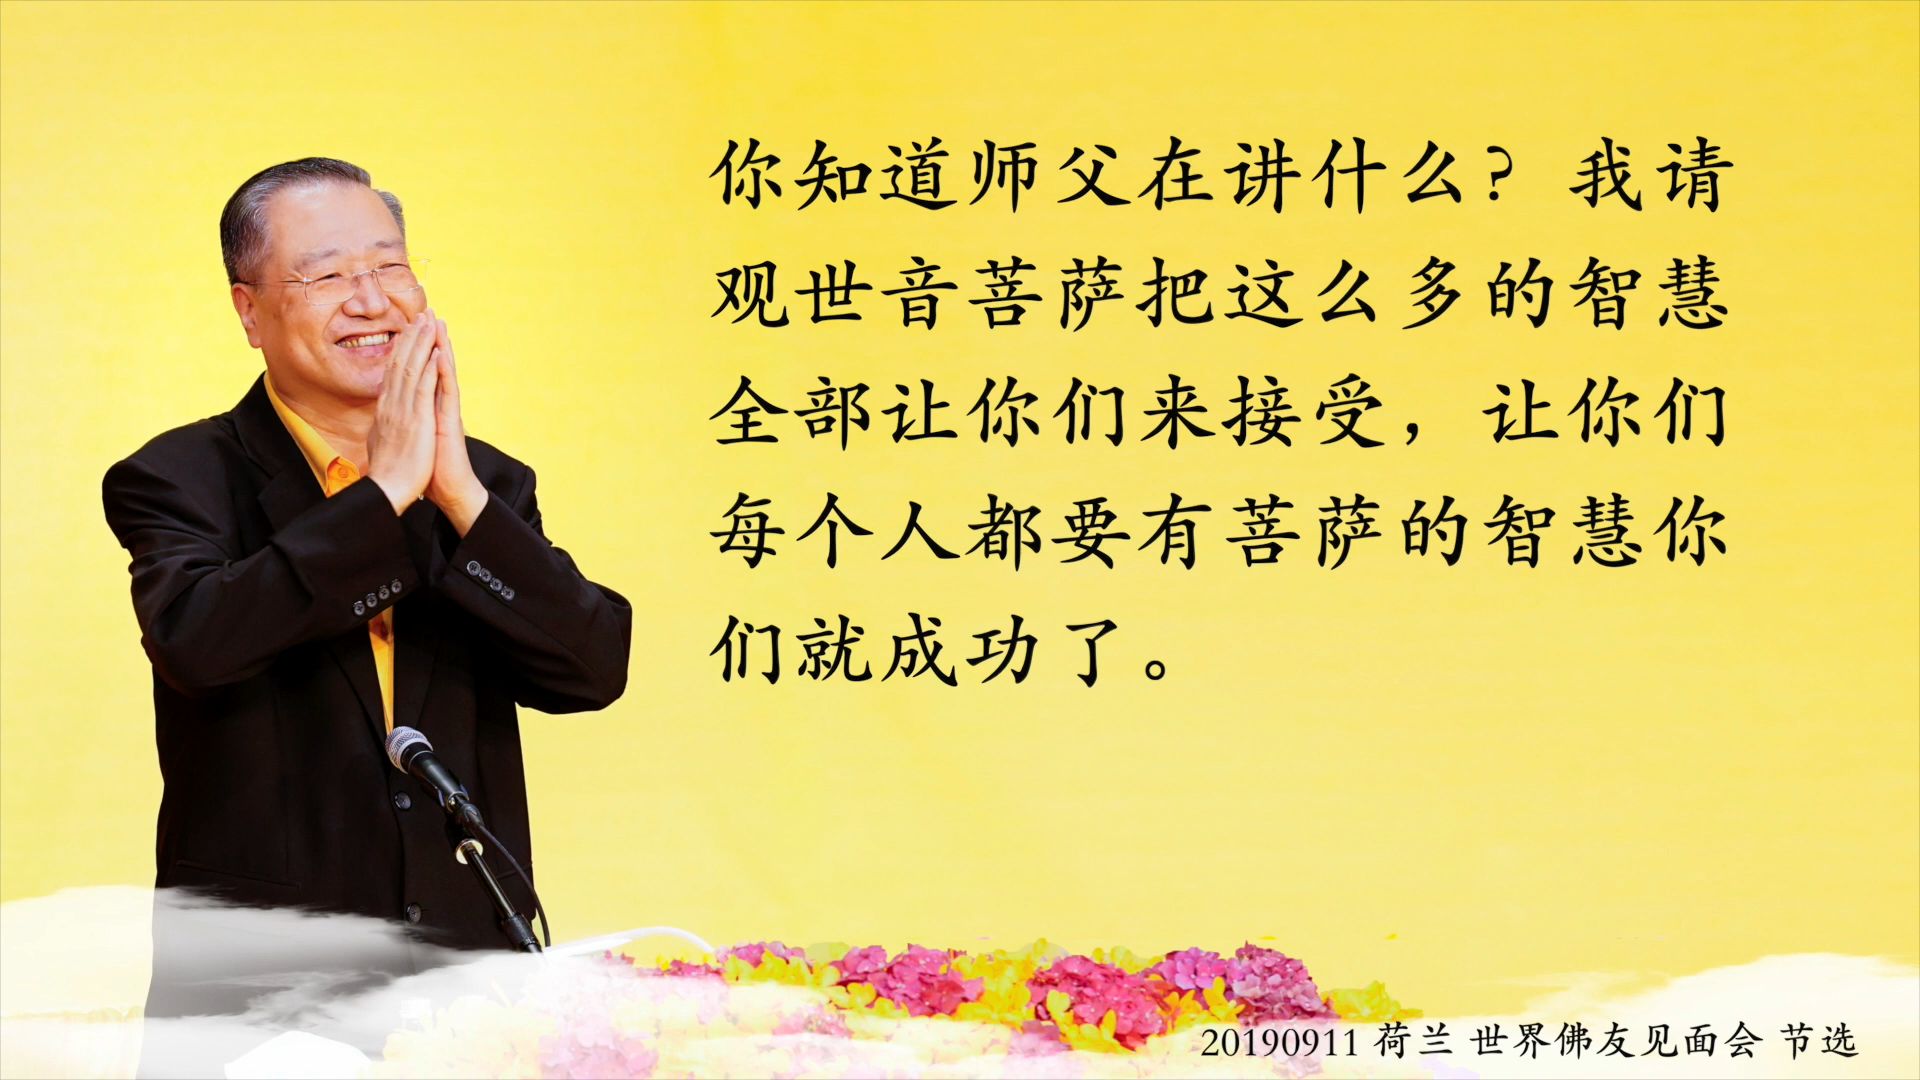 你知道师父在讲什么？我请
观世音菩萨把这么多的智慧
全部让你们来接受，让你们
每个人都要有菩萨的智慧你
们就成功了。
20190911 荷兰 世界佛友见面会 节选